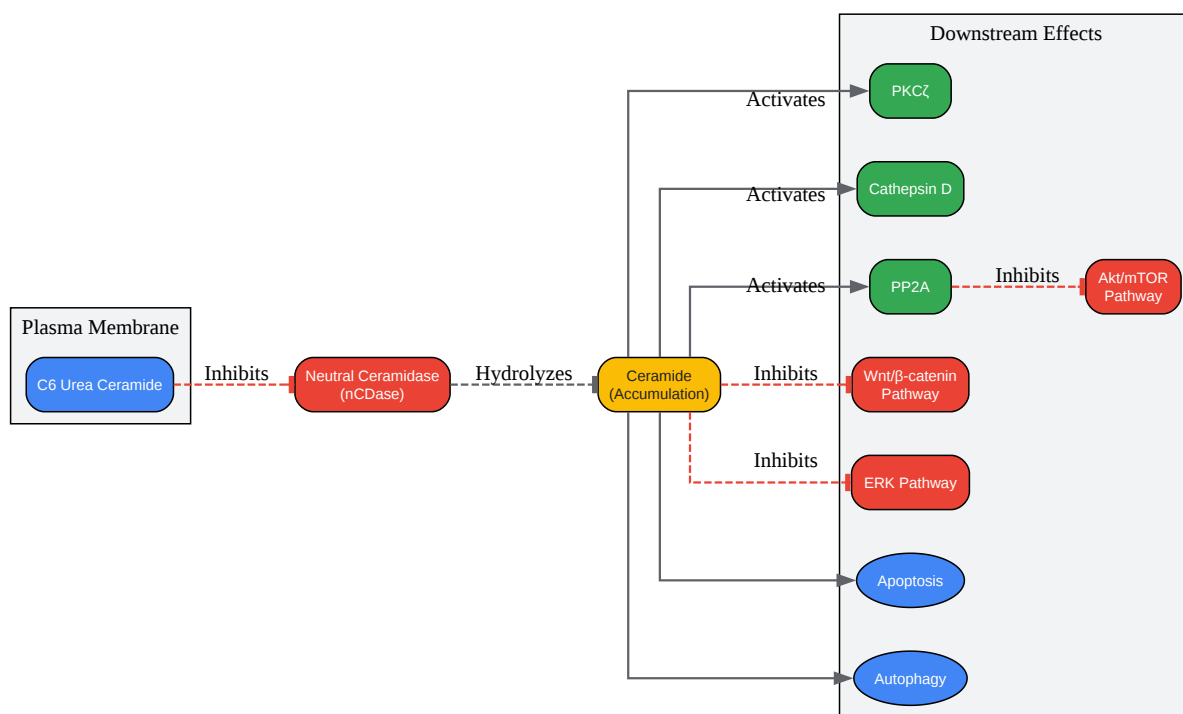 Downstream Effects
Activates
PKCζ
Activates
Cathepsin D
Activates
PP2A
Inhibits
Akt/mTOR
Pathway
Plasma Membrane
C6 Urea Ceramide
Inhibits
Neutral Ceramidase
(nCDase)
Hydrolyzes
Ceramide
(Accumulation)
Inhibits
Wnt/β-catenin
Pathway
Inhibits
ERK Pathway
Apoptosis
Autophagy